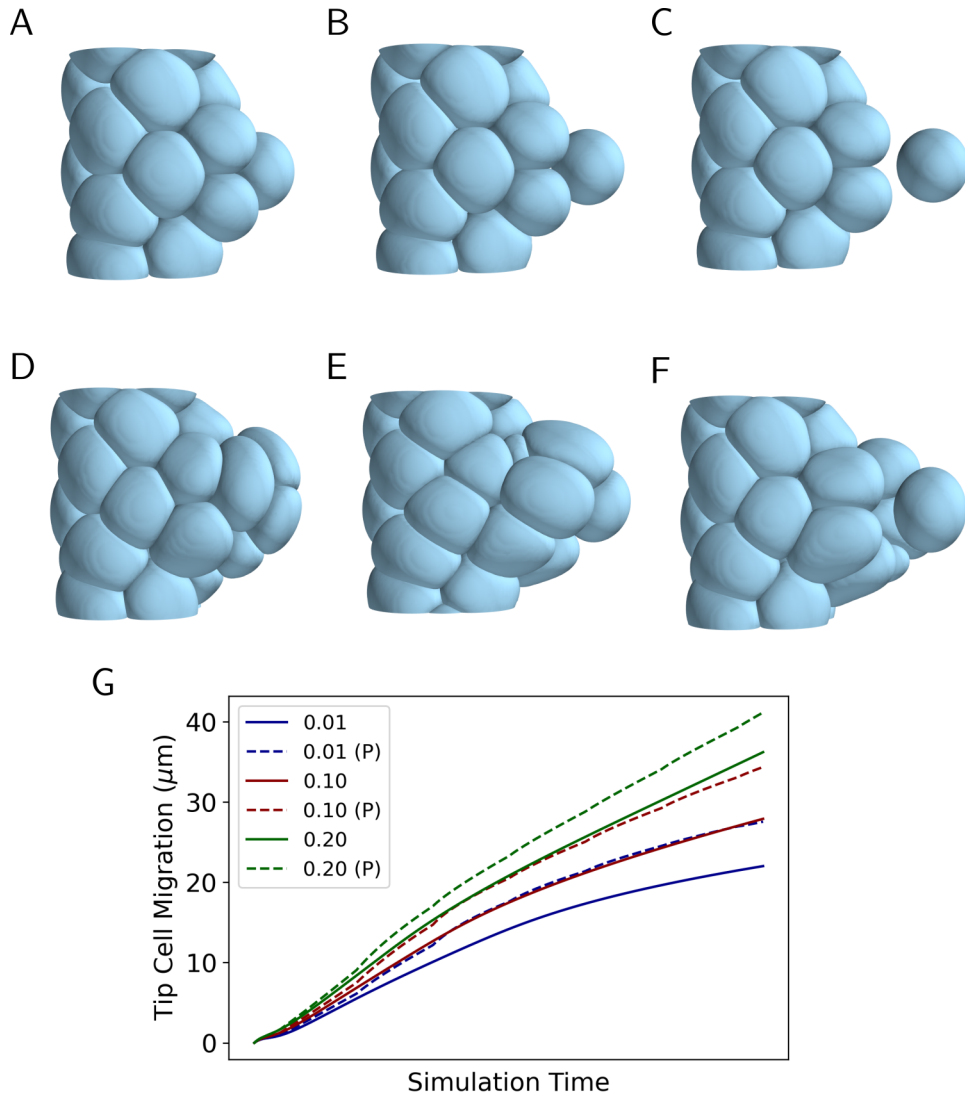 A
B
C
D
E
F
G
Tip Cell Migration (μm)
40
30
20
10
0
0.01
0.01 (P)
0.10
0.10 (P)
0.20
0.20 (P)
Simulation Time